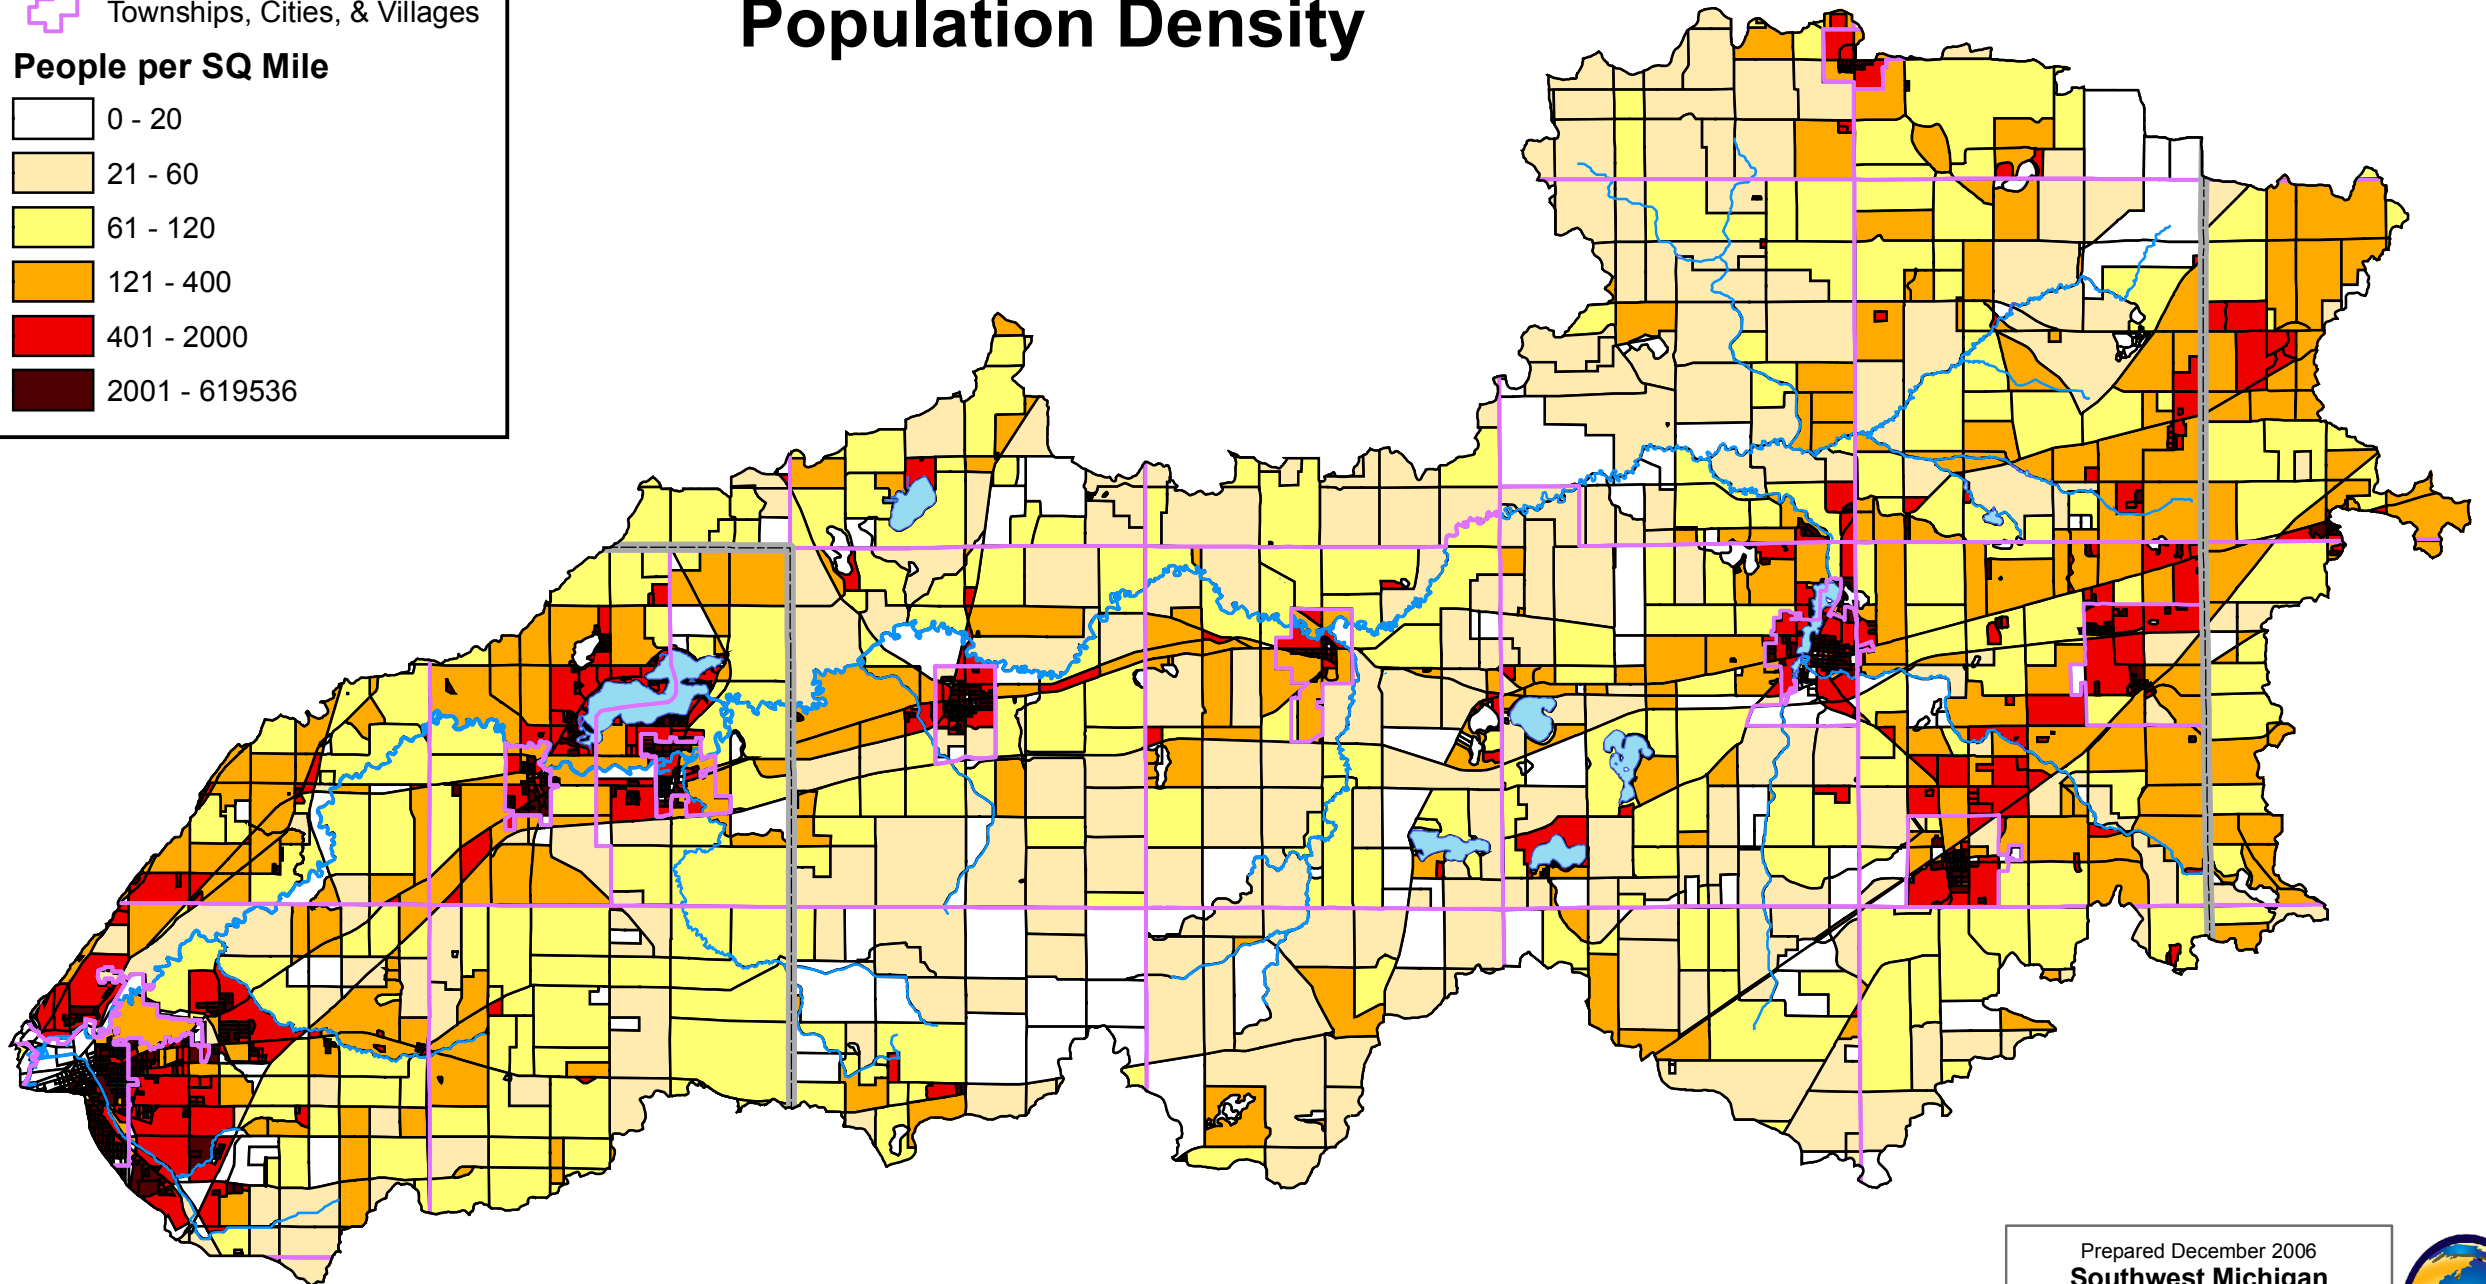 Population Density
Townships, Cities, & Villages
People per SQ Mile
0 - 20
21 - 60
61 - 120
121 - 400
401 - 2000
2001 - 619536
Prepared December 2006
Southwest Michigan